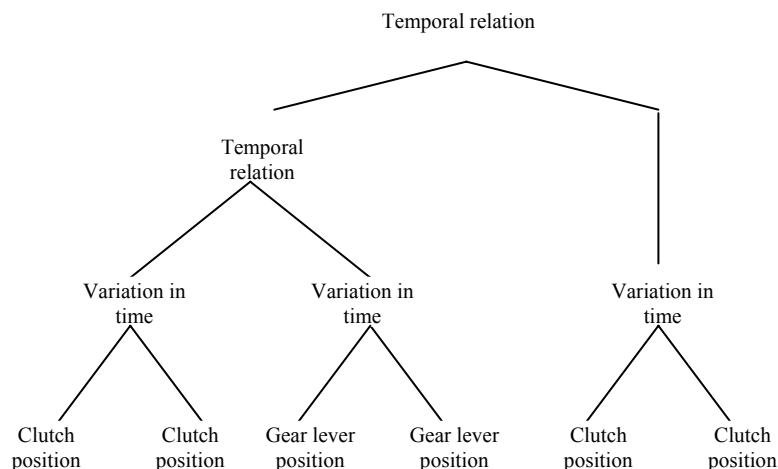 Temporal relation
Temporal
relation
Variation in
time
Variation in
time
Variation in
time
Clutch
position
Clutch
position
Gear lever
position
Gear lever
position
Clutch
position
Clutch
position